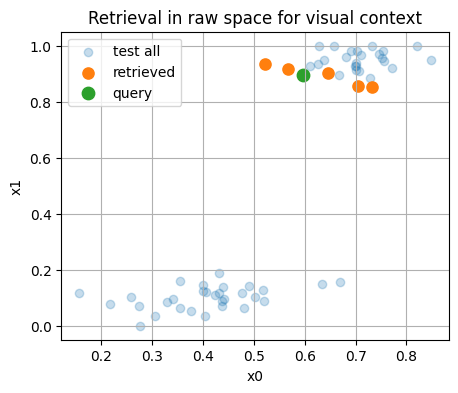 Retrieval in raw space for visual context
test all
retrieved
query
1.0
0.8
0.6
0.4
0.2
0.0
x1
0.2 0.3 0.4 0.5 0.6 0.7 0.8
x0